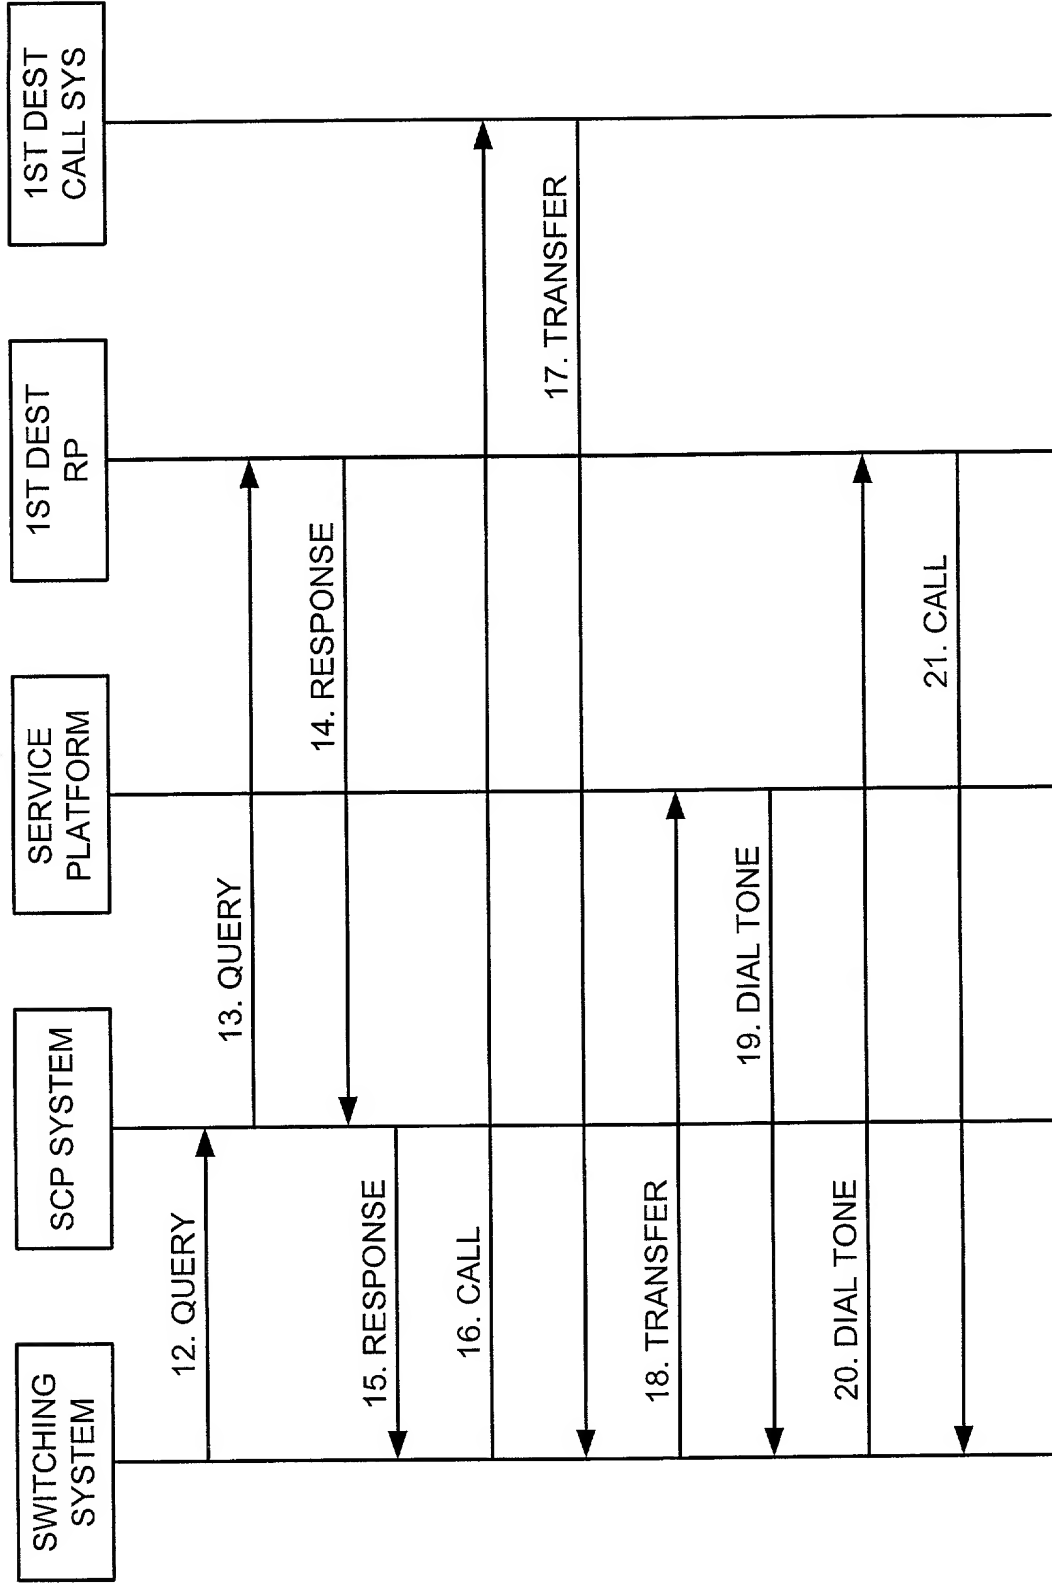 SWITCHING
SYSTEM
SCP SYSTEM
SERVICE
PLATFORM
1ST DEST
RP
1ST DEST
CALL SYS
12. QUERY
13. QUERY
14. RESPONSE
15. RESPONSE
16. CALL
17. TRANSFER
18. TRANSFER
19. DIAL TONE
20. DIAL TONE
21. CALL